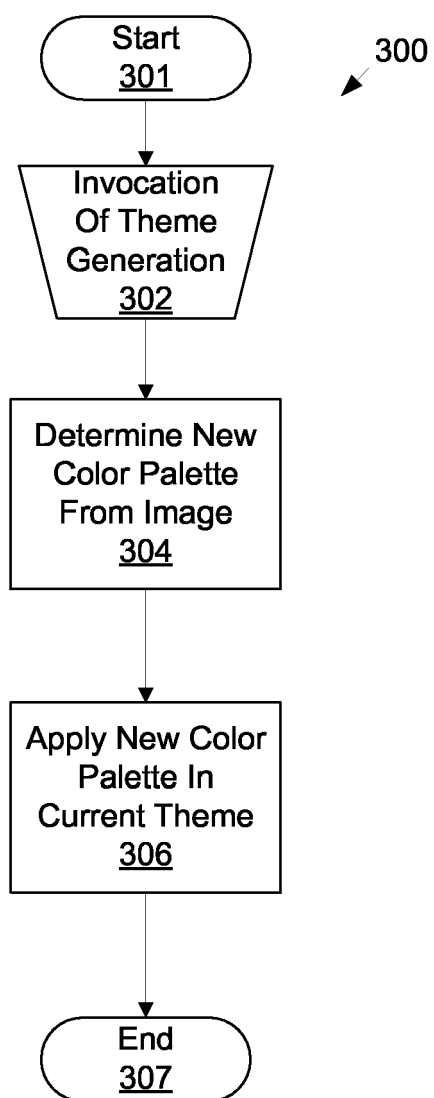 Start
301
300
Invocation
Of Theme
Generation
302
Determine New
Color Palette
From Image
304
Apply New Color
Palette In
Current Theme
306
End
307